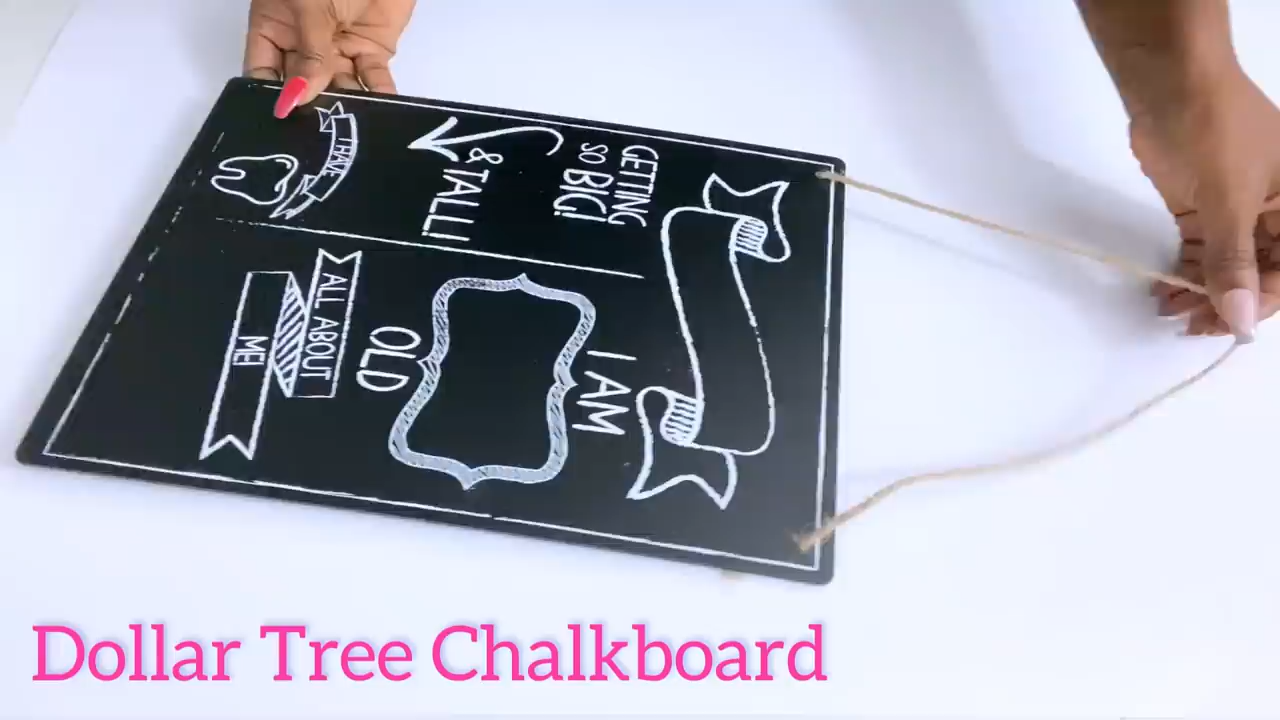 I AM
OLD
GETTING
SO BIG!
& TALL!
ALL ABOUT
ME!
I HAVE
Dollar Tree Chalkboard